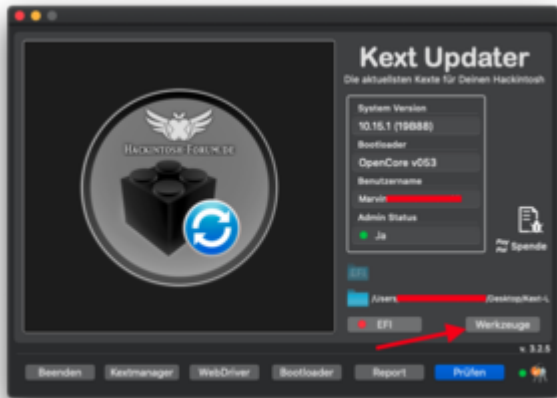 Kext Updater
Die aktuellsten Kexte für Deinen Hackintosh
HACKINTOSH-FORUM.DE
System Version
10.15.1 (19B88)
Bootloader
OpenCore v053
Benutzername
Marvin
Admin Status
Ja
Pay Pal Spende
EFI
/Users /Desktop/Kext-
EFI
Werkzeuge
v. 3.2.5
Beenden
Kextmanager
WebDriver
Bootloader
Report
Prüfen